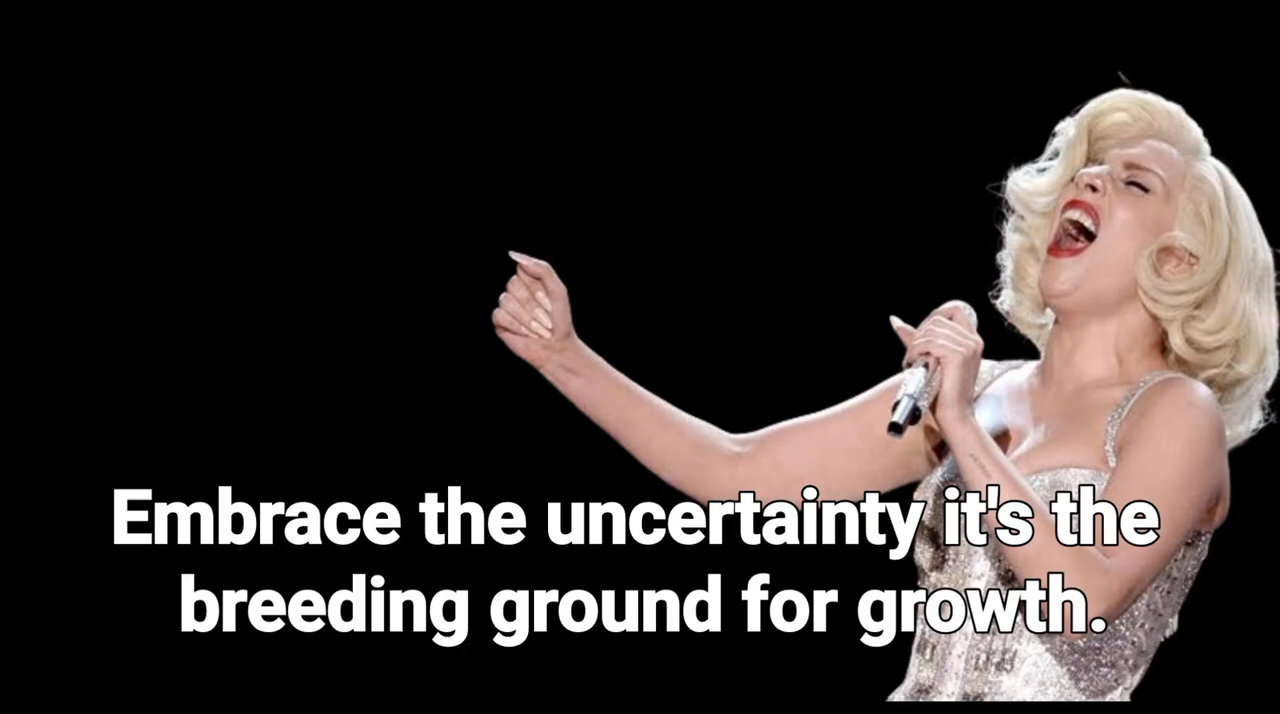 Embrace the uncertainty it's the
breeding ground for growth.